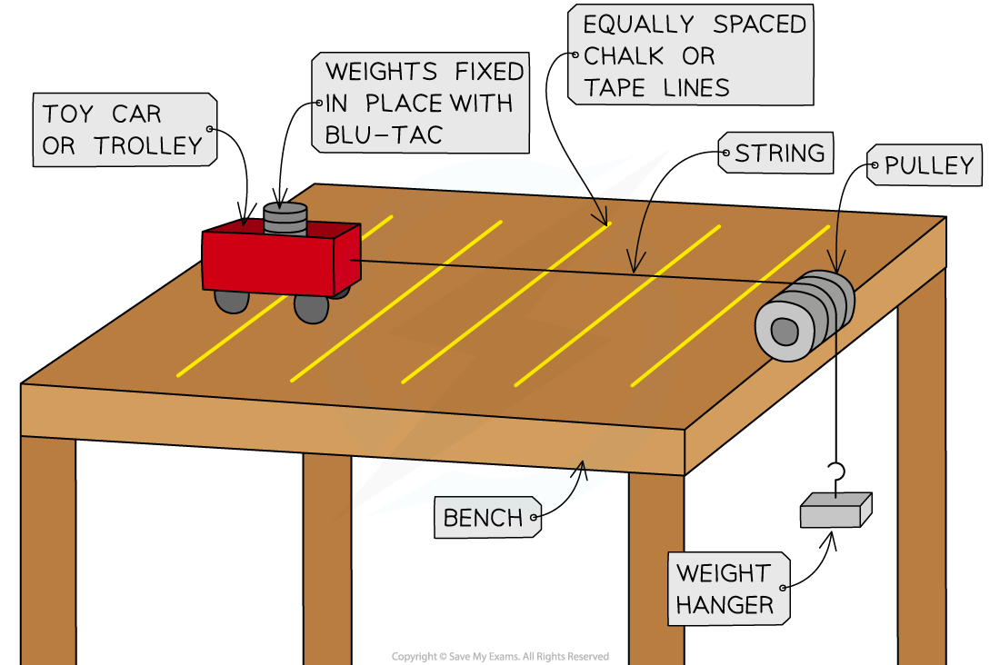 EQUALLY SPACED
CHALK OR
TAPE LINES
WEIGHTS FIXED
IN PLACE WITH
BLU-TAC
TOY CAR
OR TROLLEY
STRING
PULLEY
BENCH
WEIGHT
HANGER
Copyright © Save My Exams. All Rights Reserved